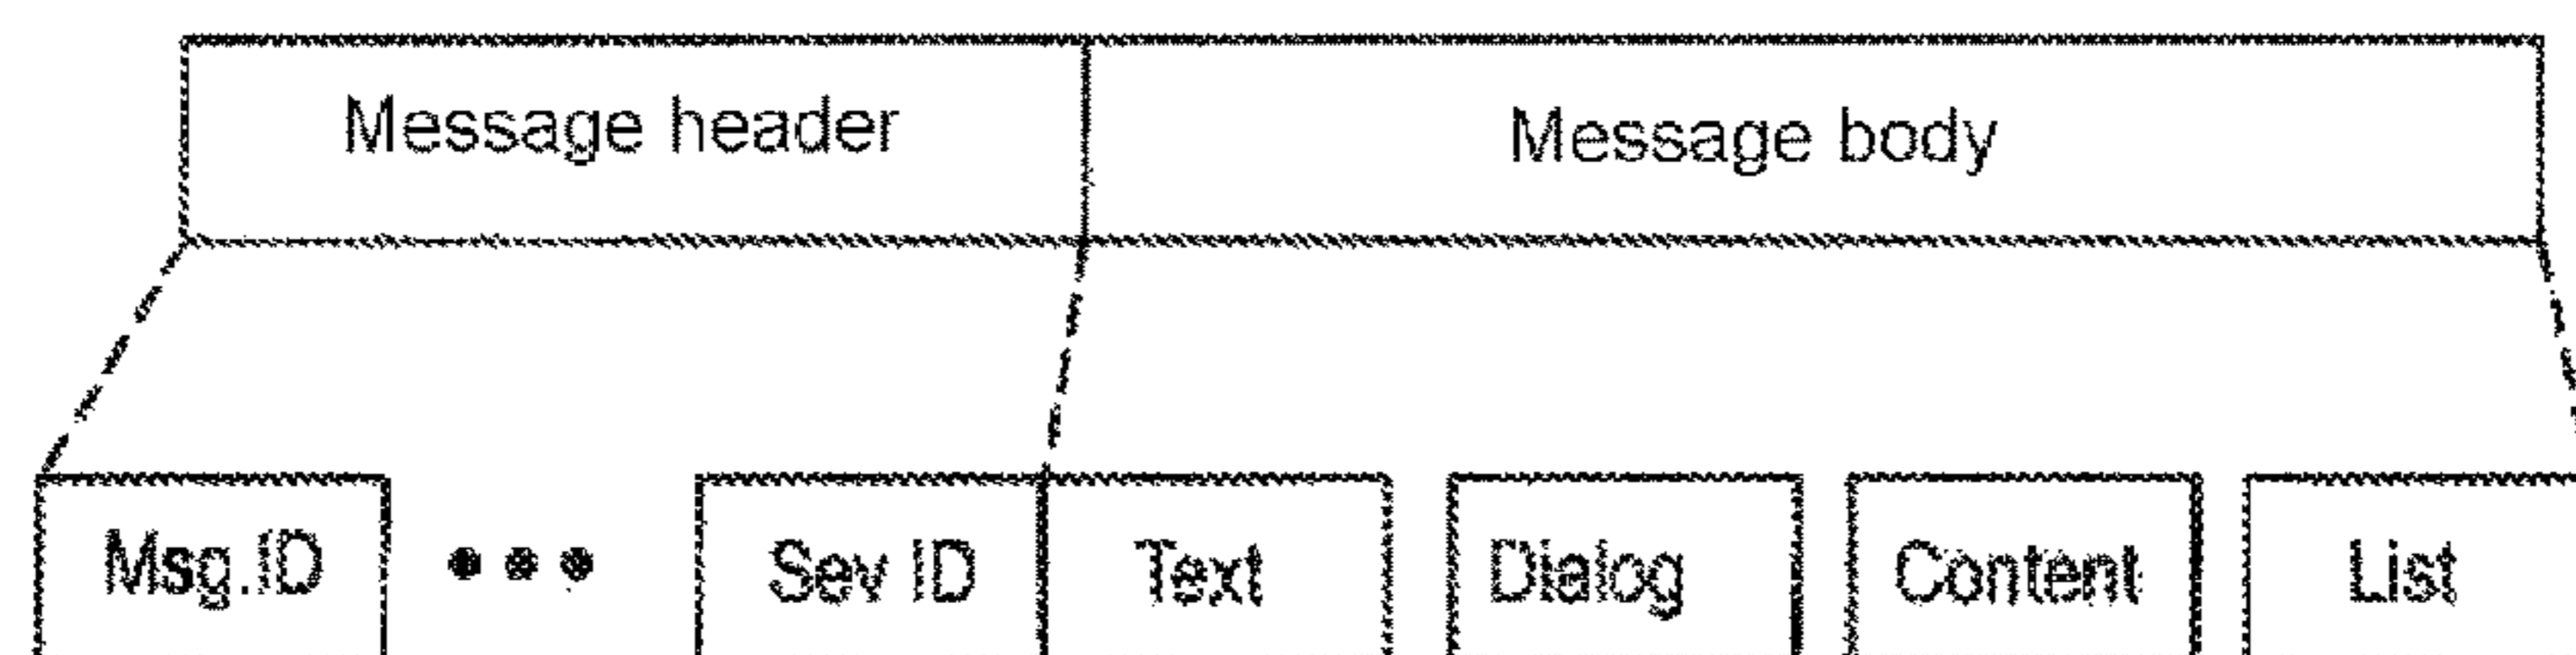 Message header Message body
Msg.ID ••• Sev ID Text Dialog Content List